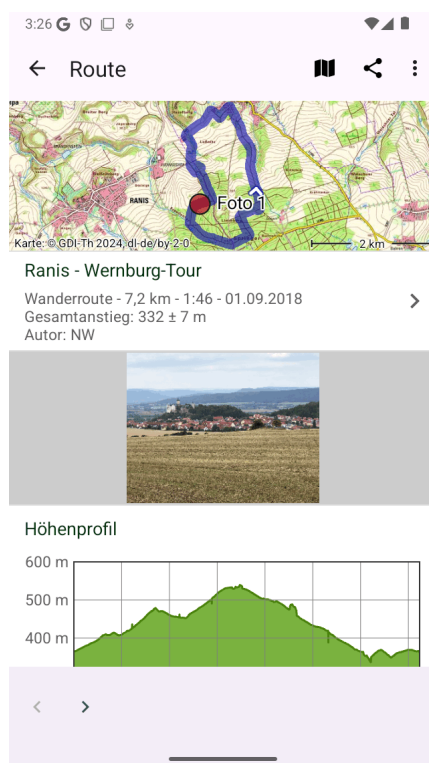 3:26
Route
RANIS
Foto 1
Karte: © GDI-Th 2024, dl-de/by-2-0
2 km
Ranis - Wernburg-Tour
Wanderroute - 7,2 km - 1:46 - 01.09.2018
Gesamtanstieg: 332 ± 7 m
Autor: NW
Höhenprofil
600 m
500 m
400 m